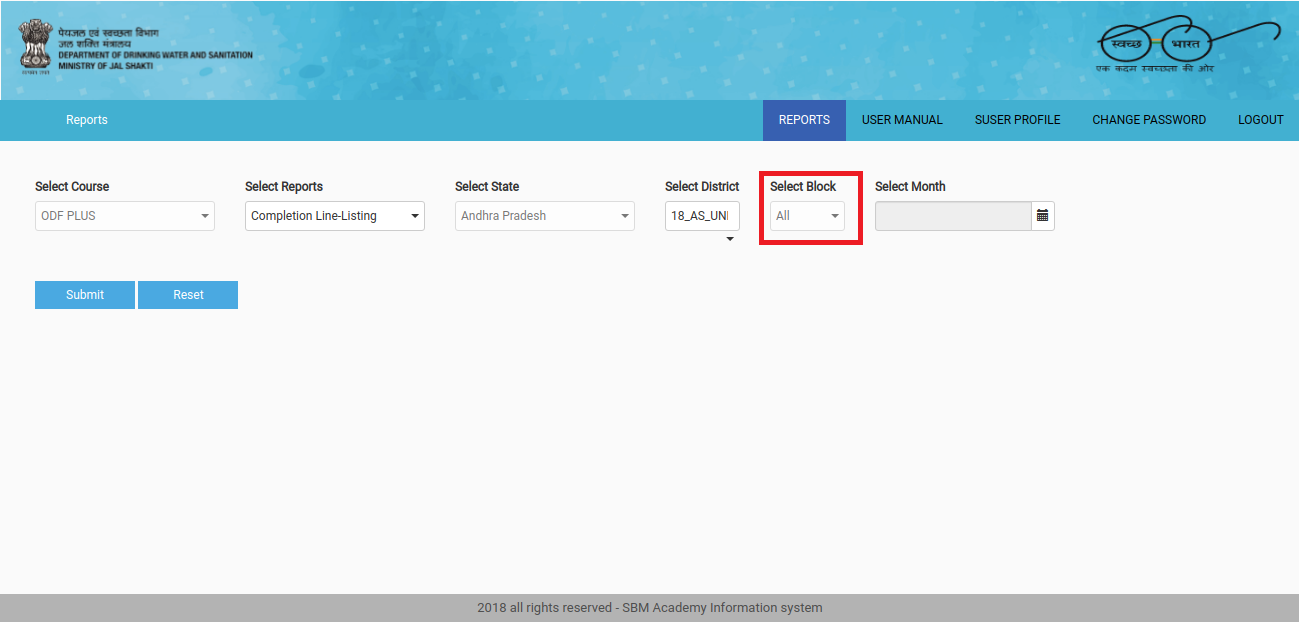 पेयजल एवं स्वच्छता विभाग
जल शक्ति मंत्रालय
DEPARTMENT OF DRINKING WATER AND SANITATION
MINISTRY OF JAL SHAKTI
स्वच्छ भारत
एक कदम स्वच्छता की ओर
Reports
REPORTS USER MANUAL SUSER PROFILE CHANGE PASSWORD LOGOUT
Select Course Select Reports Select State Select District Select Block Select Month
ODF PLUS Completion Line-Listing Andhra Pradesh 18_AS_UNI All
Submit Reset
2018 all rights reserved - SBM Academy Information system